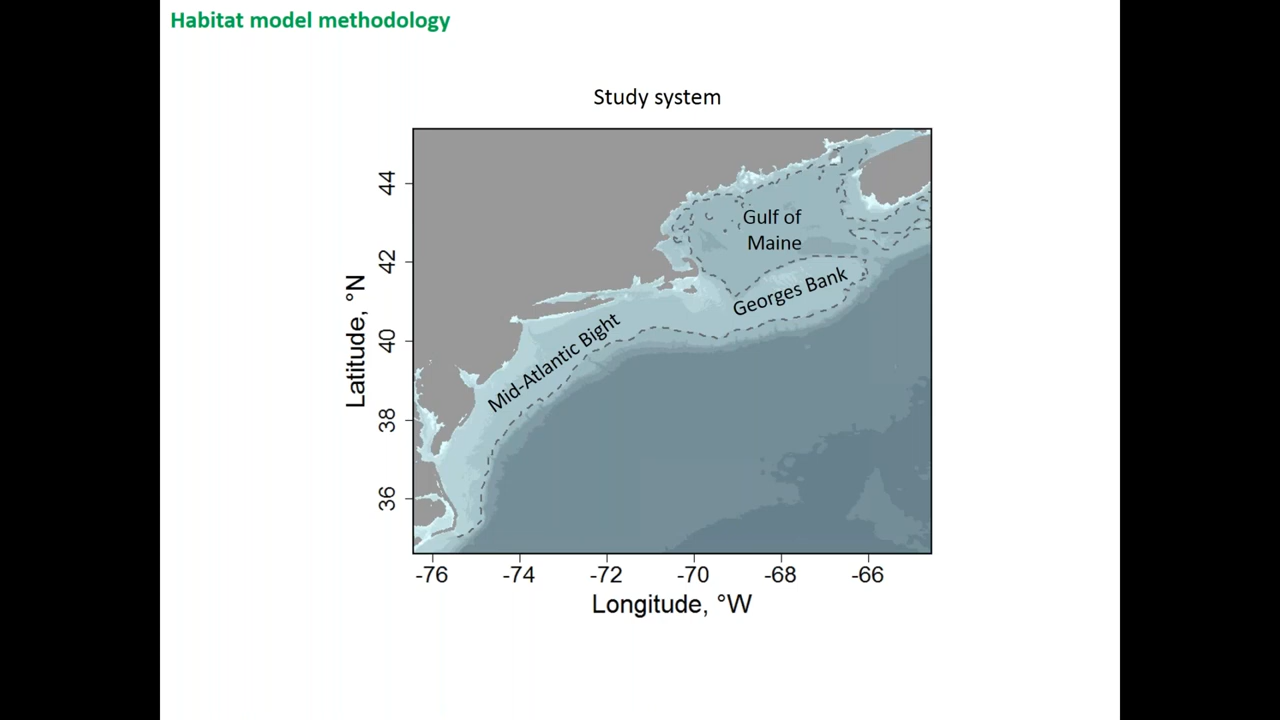 Habitat model methodology
Study system
44
42
40
38
36
Latitude, °N
Gulf of
Maine
Georges Bank
Mid-Atlantic Bight
-76 -74 -72 -70 -68 -66
Longitude, °W